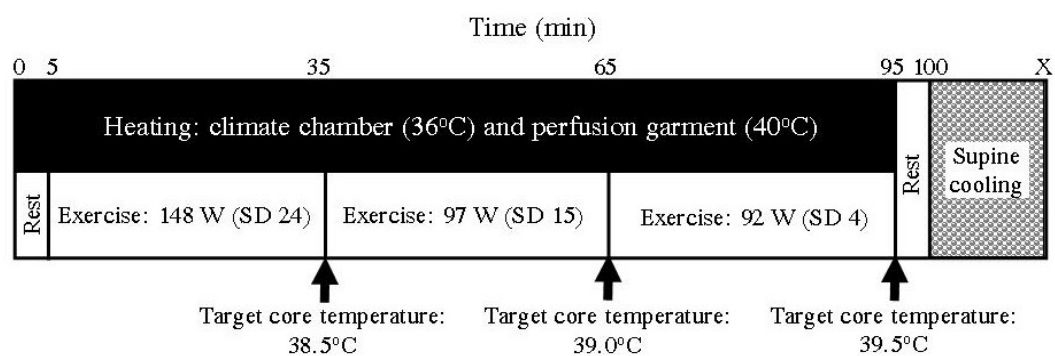 Time (min)
0 5 35 65 95 100 X
Heating: climate chamber (36°C) and perfusion garment (40°C)
Rest
Exercise: 148 W (SD 24)
Exercise: 97 W (SD 15)
Exercise: 92 W (SD 4)
Rest
Supine
cooling
Target core temperature:
38.5°C
Target core temperature:
39.0°C
Target core temperature:
39.5°C